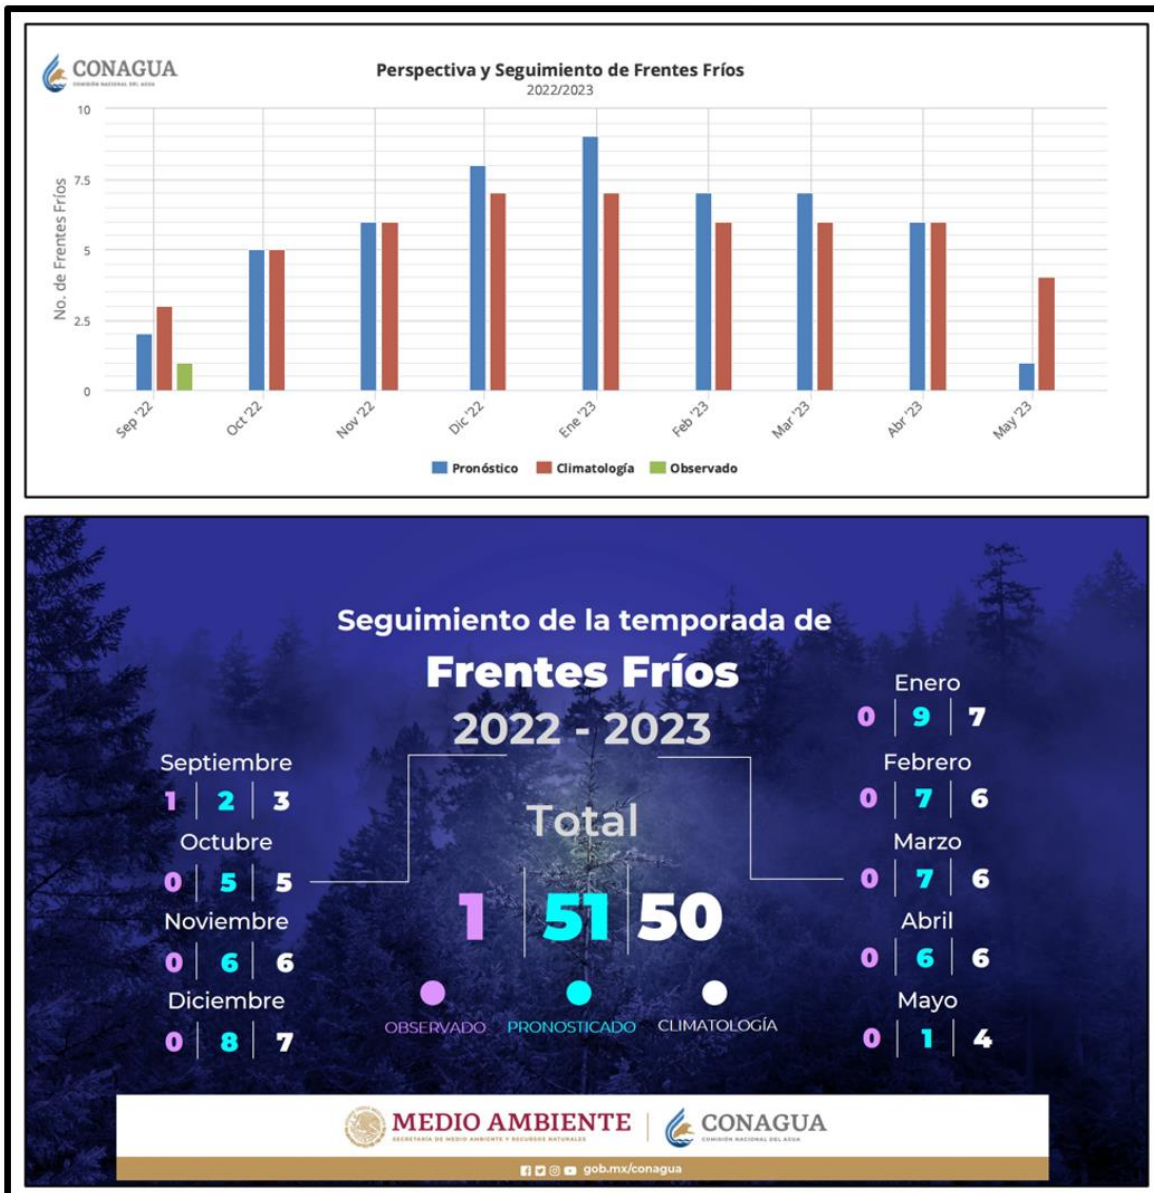 CONAGUA
COMISIÓN NACIONAL DEL AGUA
Perspectiva y Seguimiento de Frentes Fríos
2022/2023
No. de Frentes Fríos
10
7.5
5
2.5
0
Sep '22
Oct '22
Nov '22
Dic '22
Ene '23
Feb '23
Mar '23
Abr '23
May '23
Pronóstico
Climatología
Observado
Seguimiento de la temporada de
Frentes Fríos
2022 - 2023
Septiembre
1 2 3
Octubre
0 5 5
Noviembre
0 6 6
Diciembre
0 8 7
Total
1 51 50
OBSERVADO PRONOSTICADO CLIMATOLOGÍA
Enero
0 9 7
Febrero
0 7 6
Marzo
0 7 6
Abril
0 6 6
Mayo
0 1 4
MEDIO AMBIENTE
SECRETARÍA DE MEDIO AMBIENTE Y RECURSOS NATURALES
CONAGUA
COMISIÓN NACIONAL DEL AGUA
gob.mx/conagua